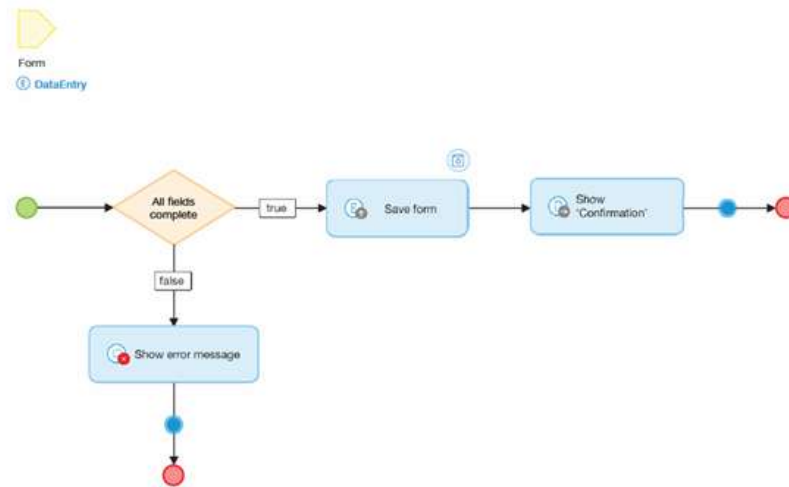 Form
DataEntry
All fields
complete
true
Save form
Show
"Confirmation"
false
Show error message